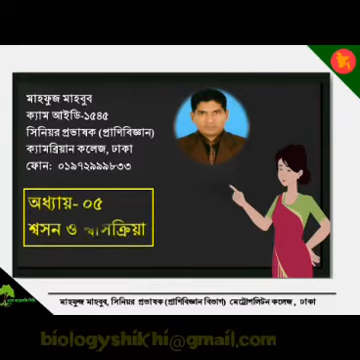 মাহফুজ মাহবুব
ক্যাম আইডি-১৫৪৫
সিনিয়র প্রভাষক (প্রাণিবিজ্ঞান)
ক্যামব্রিয়ান কলেজ, ঢাকা
ফোন: ০১৯৭২৯৯৯৮৩৩
অধ্যায়- ০৫
শ্বসন ও শ্বাসক্রিয়া
মাহফুজ মাহবুব, সিনিয়র প্রভাষক (প্রাণিবিজ্ঞান বিভাগ) মেট্রোপলিটন কলেজ, ঢাকা
biologyshikhi@gmail.com